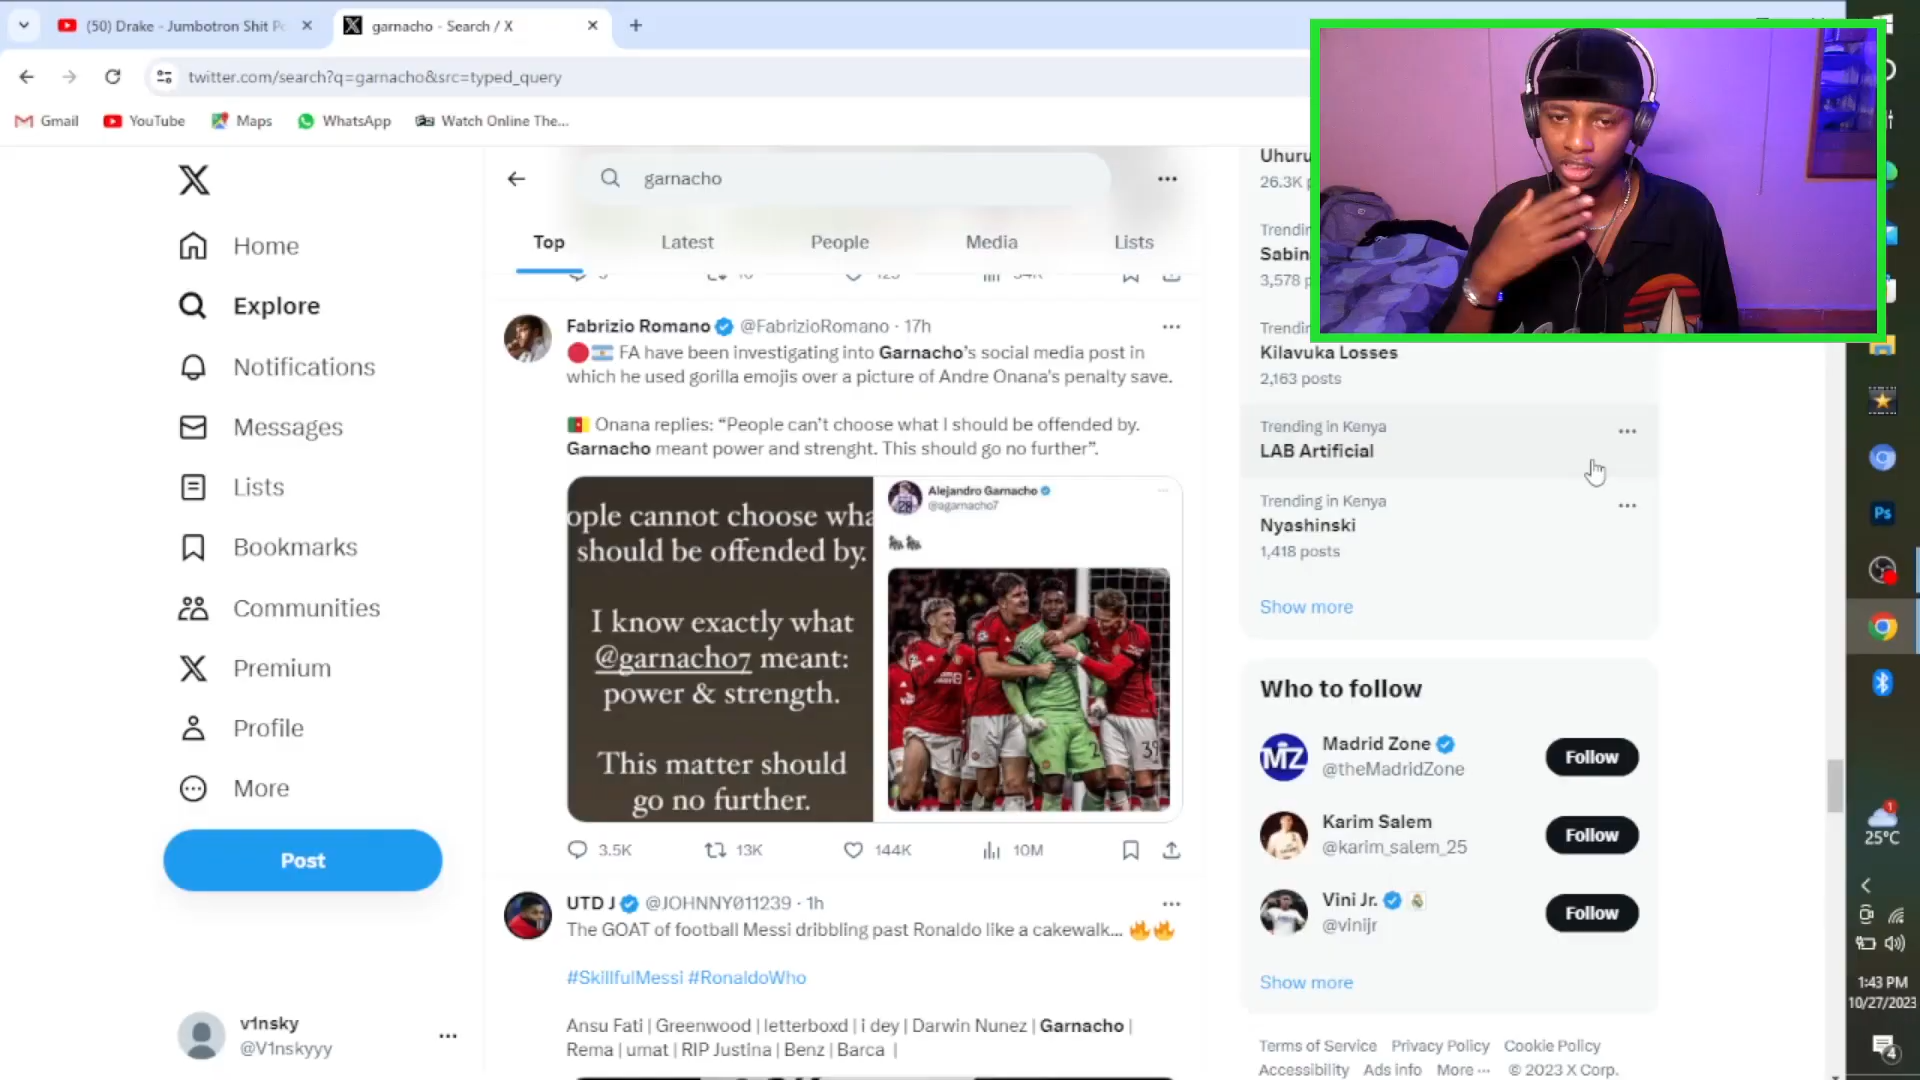 (50) Drake - Jumbotron Shit Po
garnacho - Search / X
twitter.com/search?q=garnacho&src=typed_query
Gmail
YouTube
Maps
WhatsApp
Watch Online The...
garnacho
Top
Latest
People
Media
Lists
Home
Explore
Notifications
Messages
Lists
Bookmarks
Communities
Premium
Profile
More
Post
v1nsky
@V1nskyyy
Fabrizio Romano @FabrizioRomano · 17h
🔴🇦🇷 FA have been investigating into Garnacho's social media post in
which he used gorilla emojis over a picture of Andre Onana's penalty save.
🇨🇲 Onana replies: “People can't choose what I should be offended by.
Garnacho meant power and strenght. This should go no further”.
ople cannot choose wha
should be offended by.
I know exactly what
@garnacho7 meant:
power & strength.
This matter should
go no further.
Alejandro Garnacho
@agarnacho7
🦍🦍
39
3.5K
13K
144K
10M
UTD J @JOHNNY011239 · 1h
The GOAT of football Messi dribbling past Ronaldo like a cakewalk... 🔥🔥
#SkillfulMessi #RonaldoWho
Ansu Fati | Greenwood | letterboxd | i dey | Darwin Nunez | Garnacho |
Rema | umat | RIP Justina | Benz | Barca |
Uhuru
26.3K p
Trendin
Sabin
3,578 p
Trendin
Kilavuka Losses
2,163 posts
Trending in Kenya
LAB Artificial
Trending in Kenya
Nyashinski
1,418 posts
Show more
Who to follow
MZ
Madrid Zone
@theMadridZone
Follow
Karim Salem
@karim_salem_25
Follow
Vini Jr.
@vinijr
Follow
Show more
Terms of Service Privacy Policy Cookie Policy
Accessibility Ads info More ··· © 2023 X Corp.
Ps
1
25°C
1:43 PM
10/27/2023
4